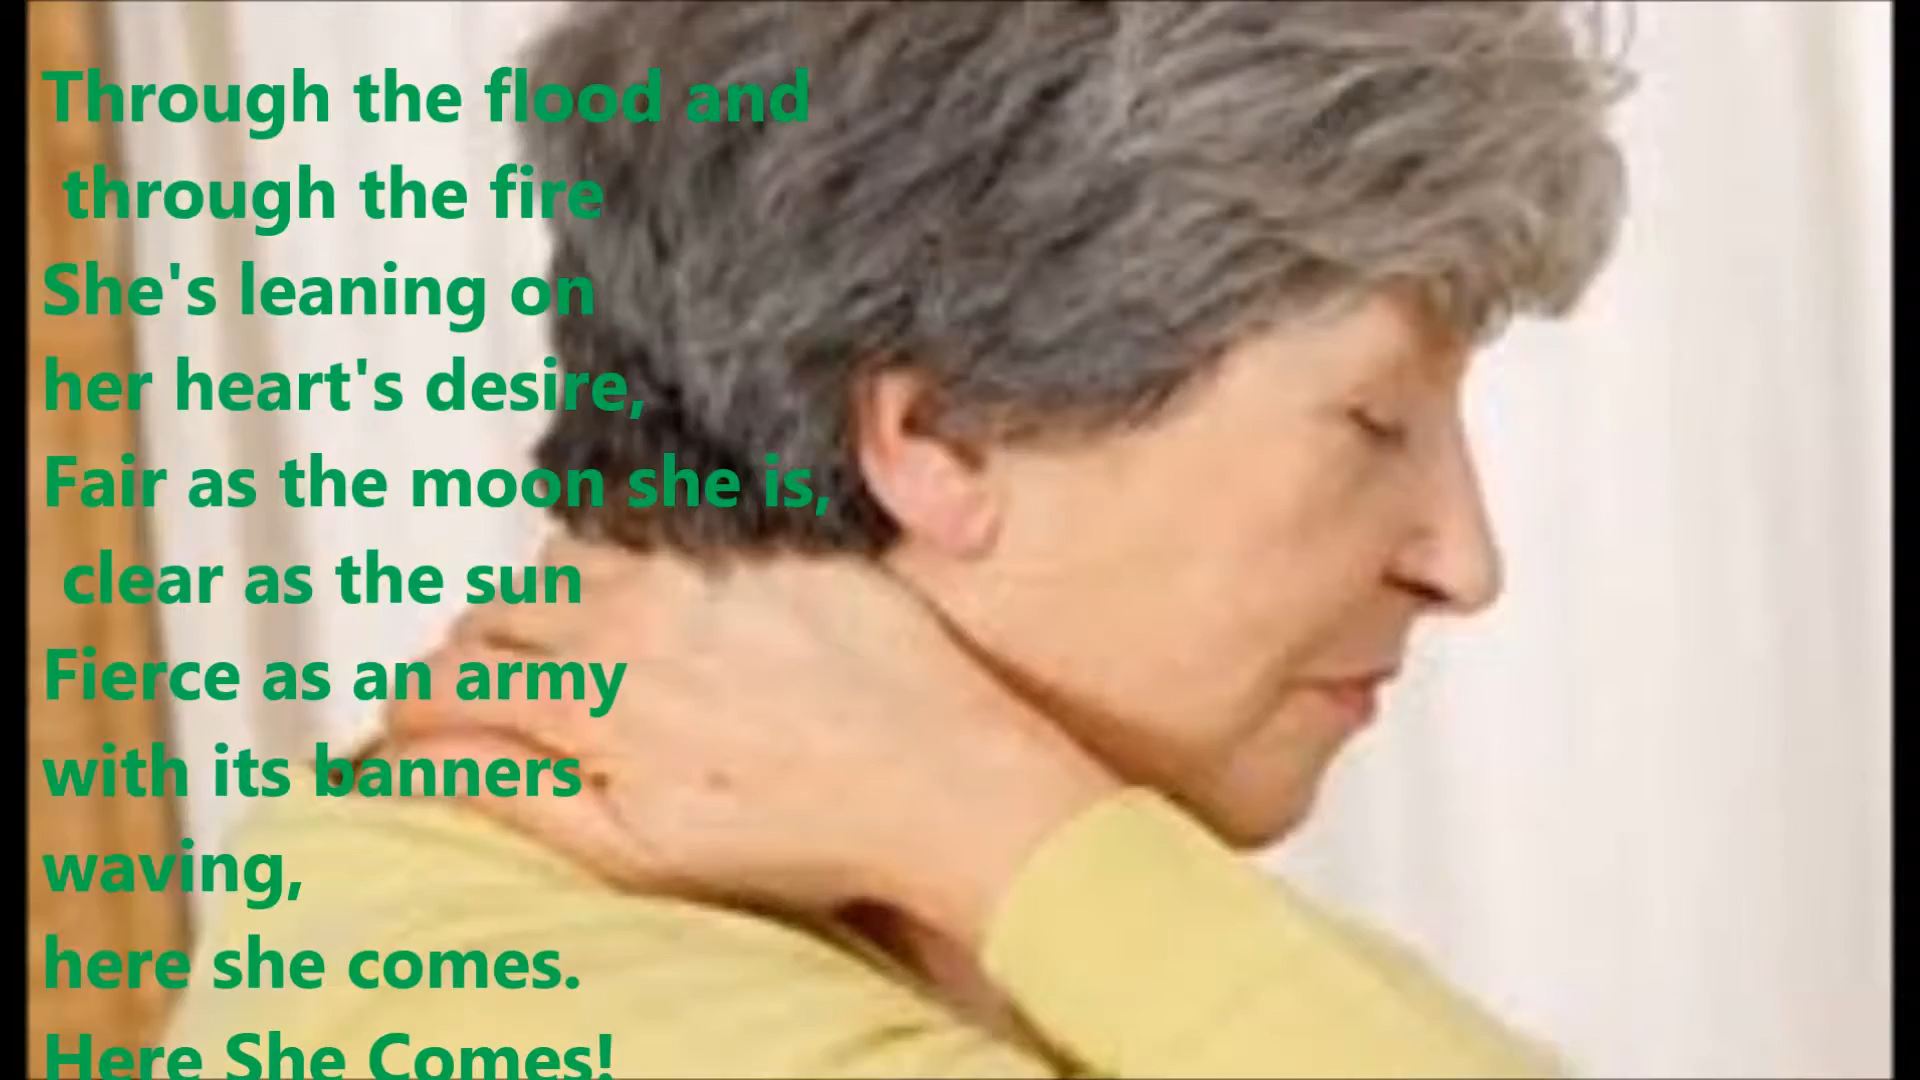 Through the flood and
through the fire
She's leaning on
her heart's desire,
Fair as the moon she is,
clear as the sun
Fierce as an army
with its banners
waving,
here she comes.
Here She Comes!